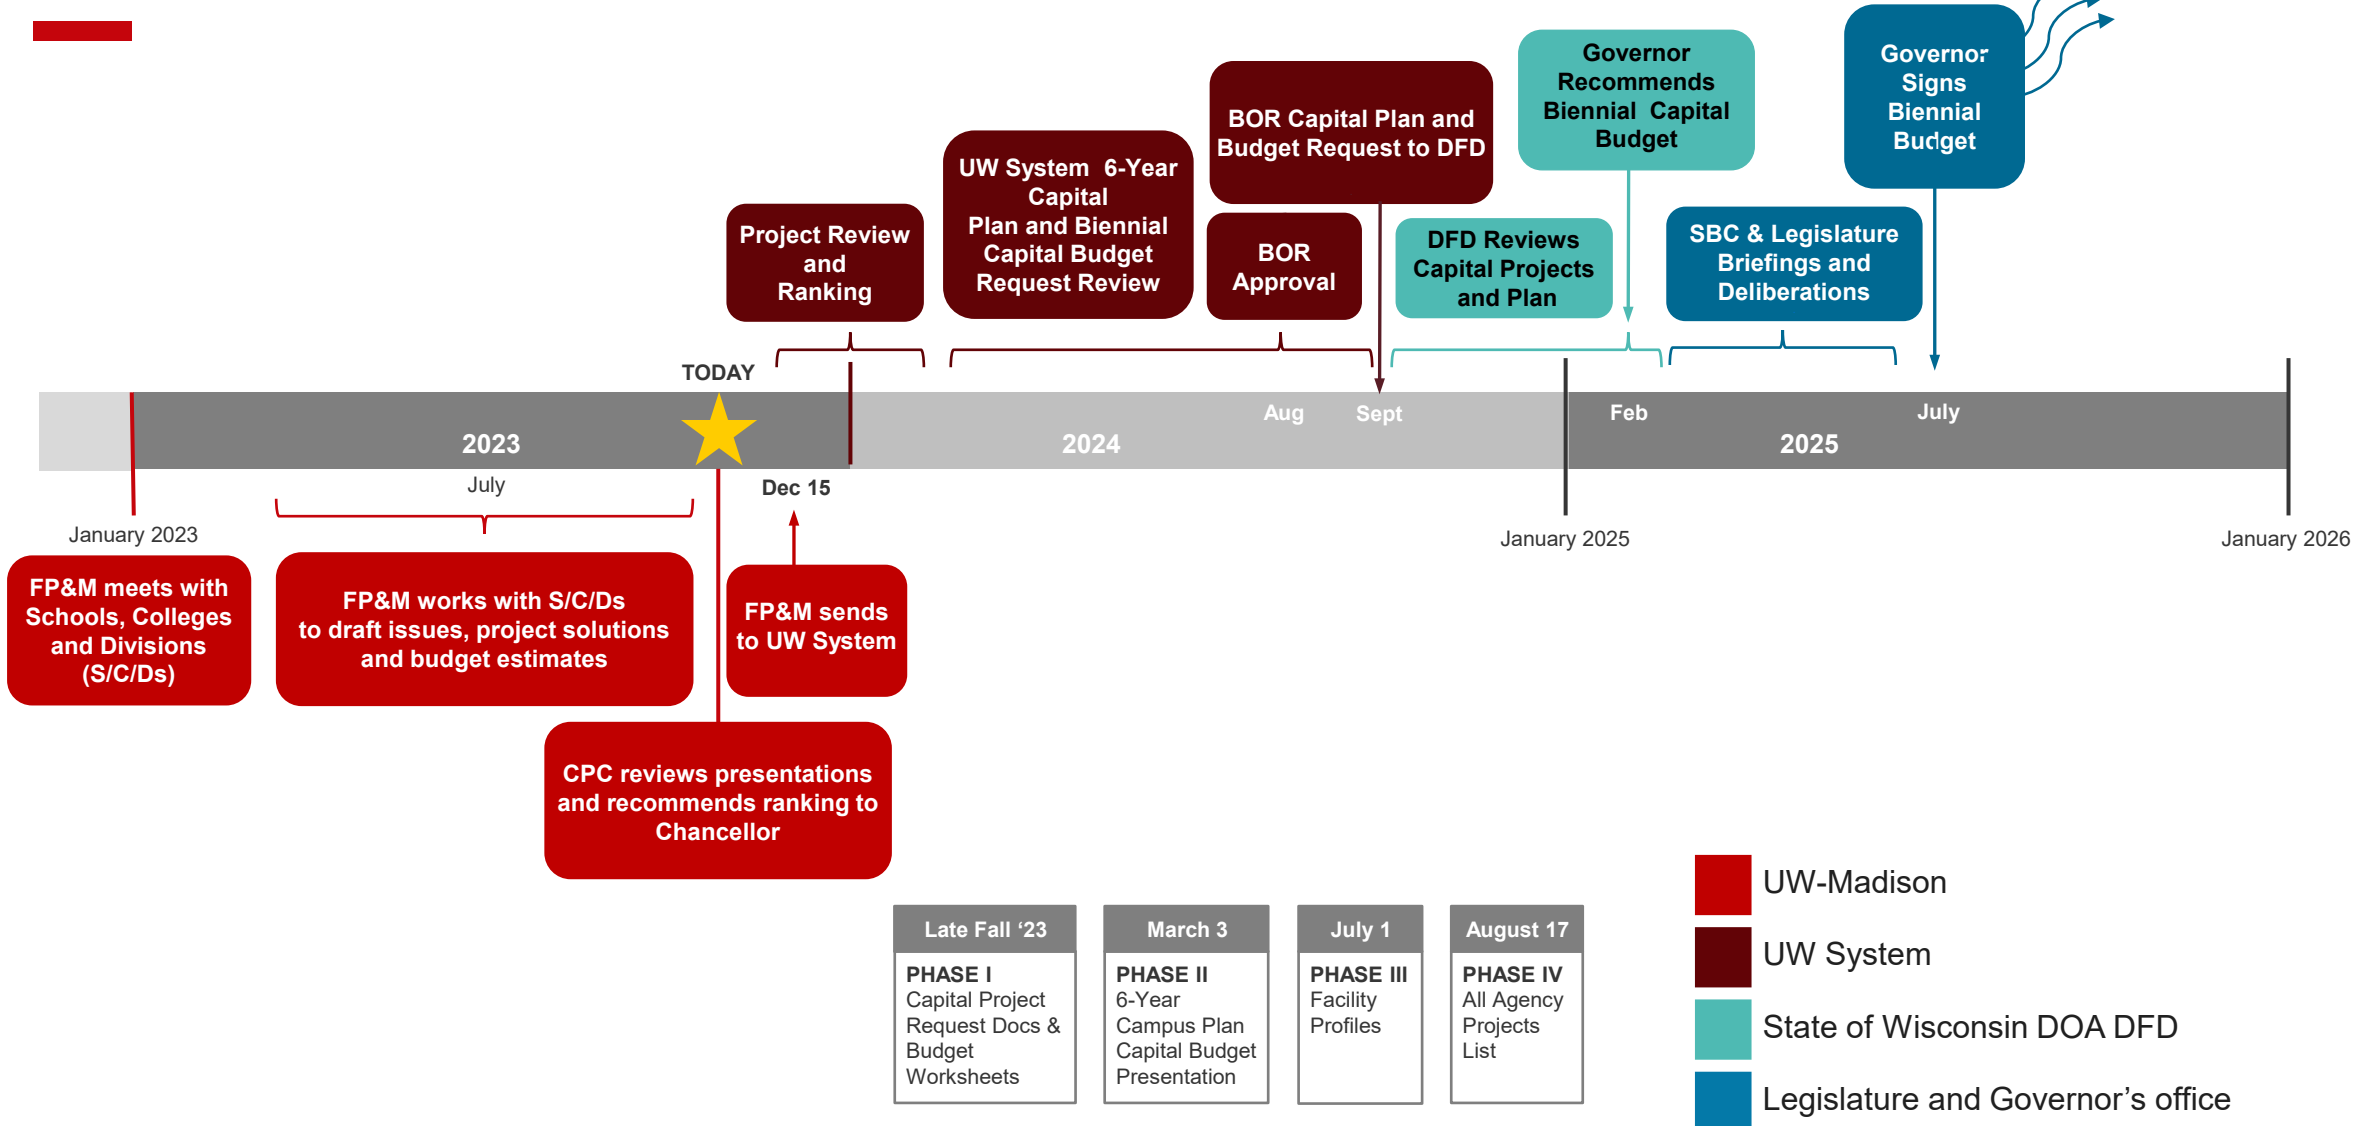 Governor
Signs
Biennial
Budget
Governor
Recommends
Biennial Capital
Budget
BOR Capital Plan and
Budget Request to DFD
UW System 6-Year
Capital
Plan and Biennial
Capital Budget
Request Review
Project Review
and
Ranking
BOR
Approval
DFD Reviews
Capital Projects
and Plan
SBC & Legislature
Briefings and
Deliberations
TODAY
Aug
Sept
Feb
July
2023
2024
2025
July
Dec 15
January 2023
January 2025
January 2026
FP&M meets with
Schools, Colleges
and Divisions
(S/C/Ds)
FP&M works with S/C/Ds
to draft issues, project solutions
and budget estimates
FP&M sends
to UW System
CPC reviews presentations
and recommends ranking to
Chancellor
Late Fall ‘23
PHASE I
Capital Project
Request Docs &
Budget
Worksheets
March 3
PHASE II
6-Year
Campus Plan
Capital Budget
Presentation
July 1
PHASE III
Facility
Profiles
August 17
PHASE IV
All Agency
Projects
List
UW-Madison
UW System
State of Wisconsin DOA DFD
Legislature and Governor’s office